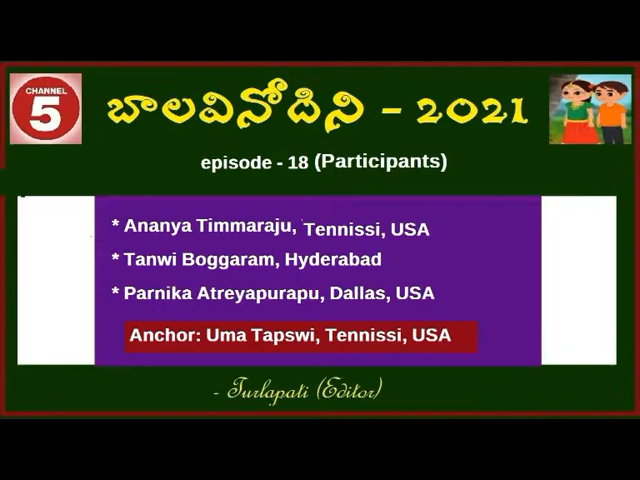 CHANNEL
5
బాలవినోదిని - 2021
episode - 18 (Participants)
* Ananya Timmaraju, Tennissi, USA
* Tanwi Boggaram, Hyderabad
* Parnika Atreyapurapu, Dallas, USA
Anchor: Uma Tapswi, Tennissi, USA
- Turlapati (Editor)